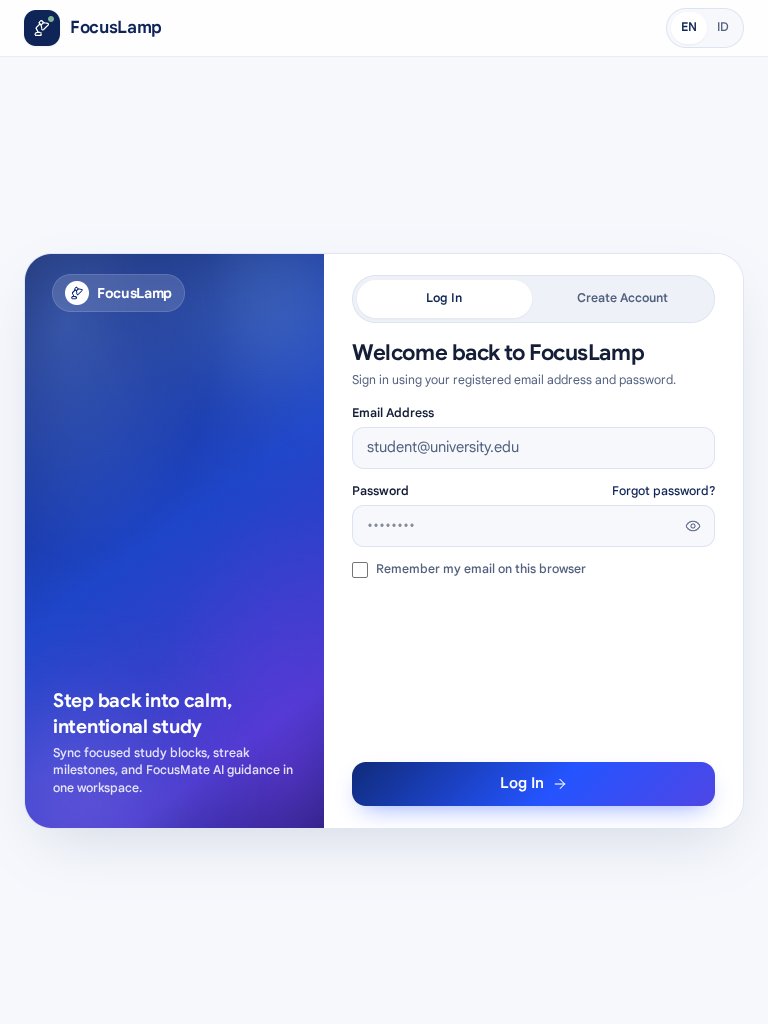 FocusLamp
EN
ID
FocusLamp
Step back into calm,
intentional study
Sync focused study blocks, streak
milestones, and FocusMate AI guidance in
one workspace.
Log In
Create Account
Welcome back to FocusLamp
Sign in using your registered email address and password.
Email Address
student@university.edu
Password
Forgot password?
••••••••
Remember my email on this browser
Log In →